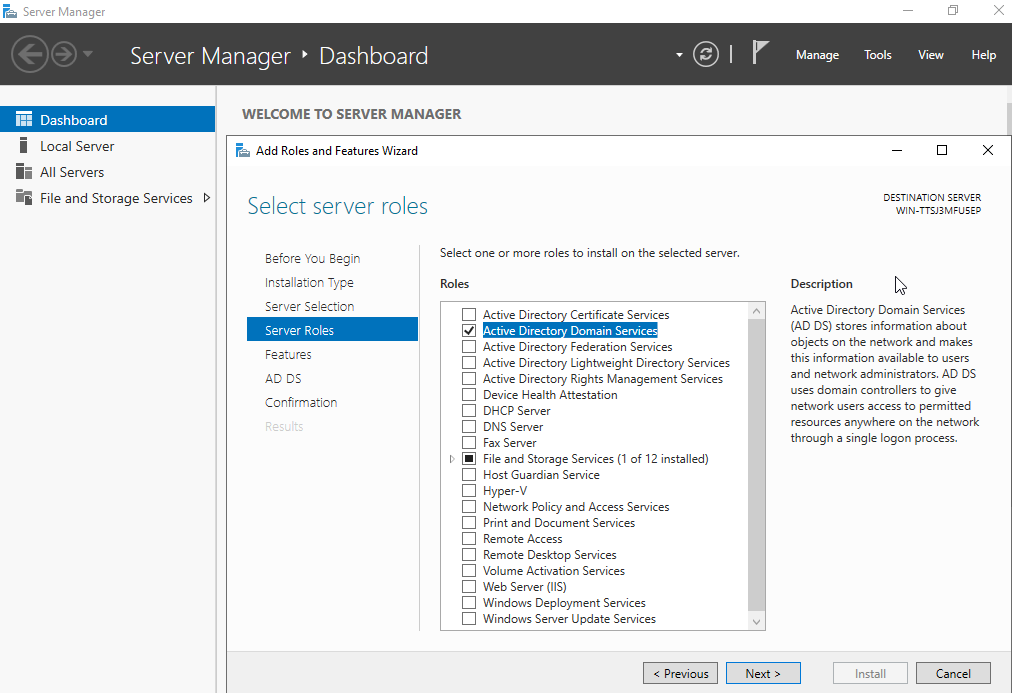 Server Manager
Server Manager ‣ Dashboard
Manage Tools View Help
Dashboard
Local Server
All Servers
File and Storage Services
WELCOME TO SERVER MANAGER
Add Roles and Features Wizard
Select server roles
DESTINATION SERVER
WIN-TTSJ3MFU5EP
Before You Begin
Installation Type
Server Selection
Server Roles
Features
AD DS
Confirmation
Results
Select one or more roles to install on the selected server.
Roles
Active Directory Certificate Services
Active Directory Domain Services
Active Directory Federation Services
Active Directory Lightweight Directory Services
Active Directory Rights Management Services
Device Health Attestation
DHCP Server
DNS Server
Fax Server
File and Storage Services (1 of 12 installed)
Host Guardian Service
Hyper-V
Network Policy and Access Services
Print and Document Services
Remote Access
Remote Desktop Services
Volume Activation Services
Web Server (IIS)
Windows Deployment Services
Windows Server Update Services
Description
Active Directory Domain Services
(AD DS) stores information about
objects on the network and makes
this information available to users
and network administrators. AD DS
uses domain controllers to give
network users access to permitted
resources anywhere on the network
through a single logon process.
< Previous
Next >
Install
Cancel